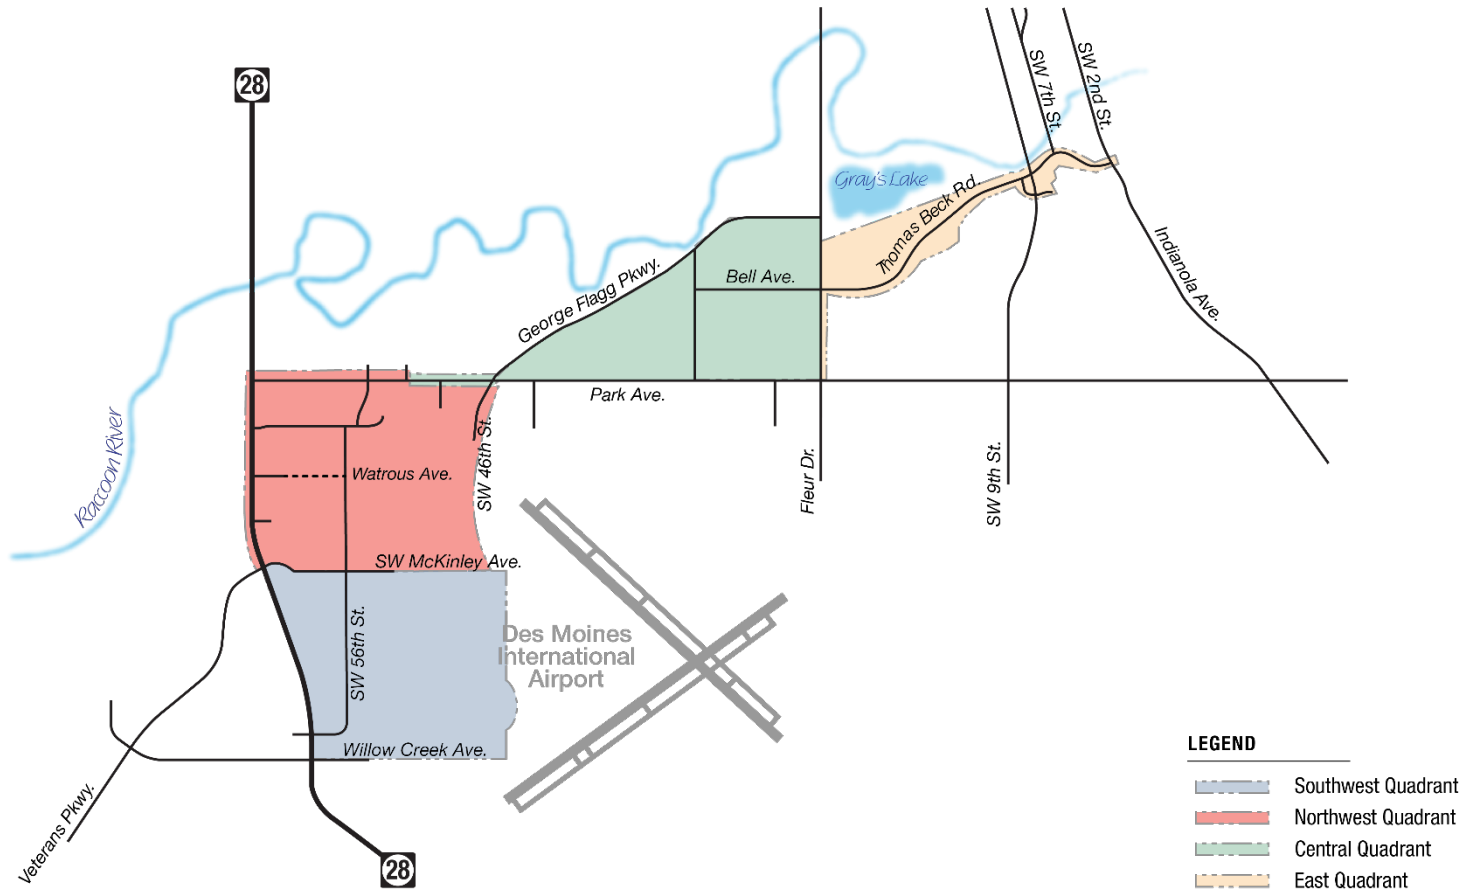 28
SW 7th St.
SW 2nd St.
Gray's Lake
Thomas Beck Rd.
Bell Ave.
George Flagg Pkwy.
Indianola Ave.
Park Ave.
Raccoon River
Watrous Ave.
SW 46th St.
Fleur Dr.
SW 9th St.
SW McKinley Ave.
SW 56th St.
Des Moines
International
Airport
Willow Creek Ave.
Veterans Pkwy.
28
LEGEND
Southwest Quadrant
Northwest Quadrant
Central Quadrant
East Quadrant